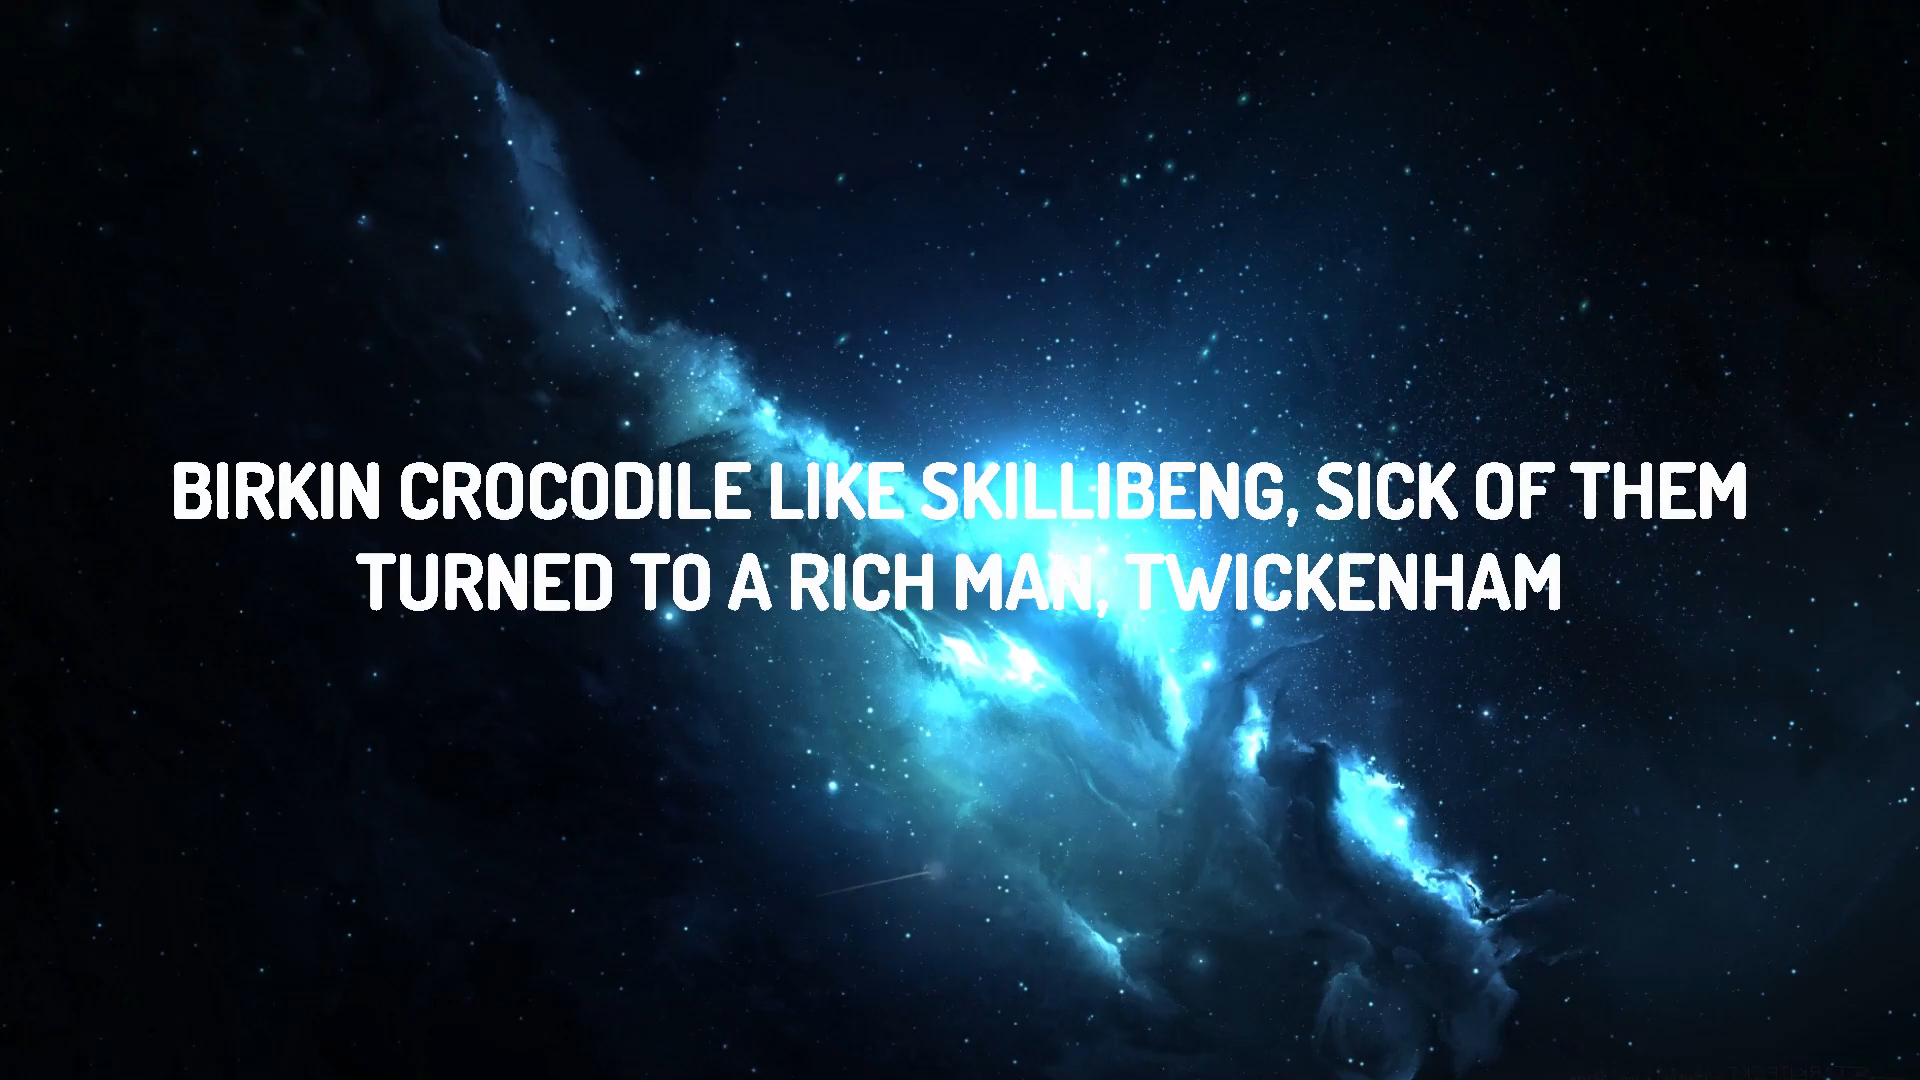 BIRKIN CROCODILE LIKE SKILLIBENG, SICK OF THEM
TURNED TO A RICH MAN, TWICKENHAM